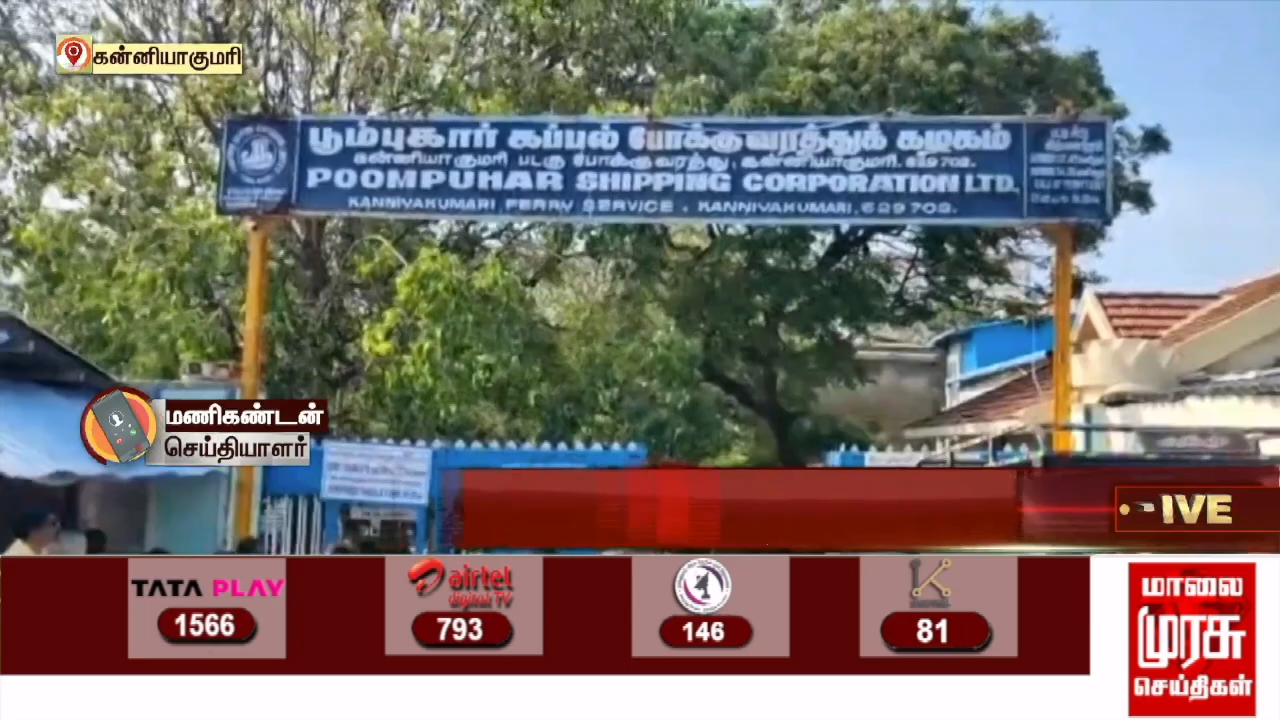 கன்னியாகுமரி
பூம்புகார் கப்பல் போக்குவரத்துக் கழகம்
கன்னியாகுமரி படகு போக்குவரத்து, கன்னியாகுமரி. 629702.
POOMPUHAR SHIPPING CORPORATION LTD.,
KANNIYAKUMARI FERRY SERVICE . KANNIYAKUMARI. 629 702.
மணிகண்டன்
செய்தியாளர்
IVE
TATA PLAY
1566
airtel
digital TV
793
146
81
மாலை
முரசு
செய்திகள்